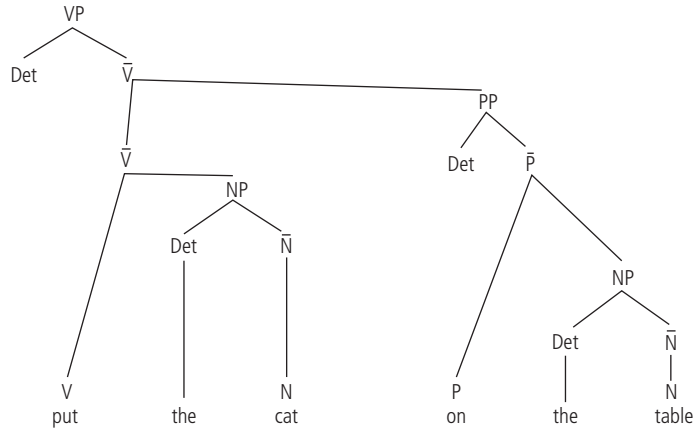 VP
Det V̄
PP
V̄ Det P̄
NP
Det N̄
NP
Det N̄
V N P N
put the cat on the table